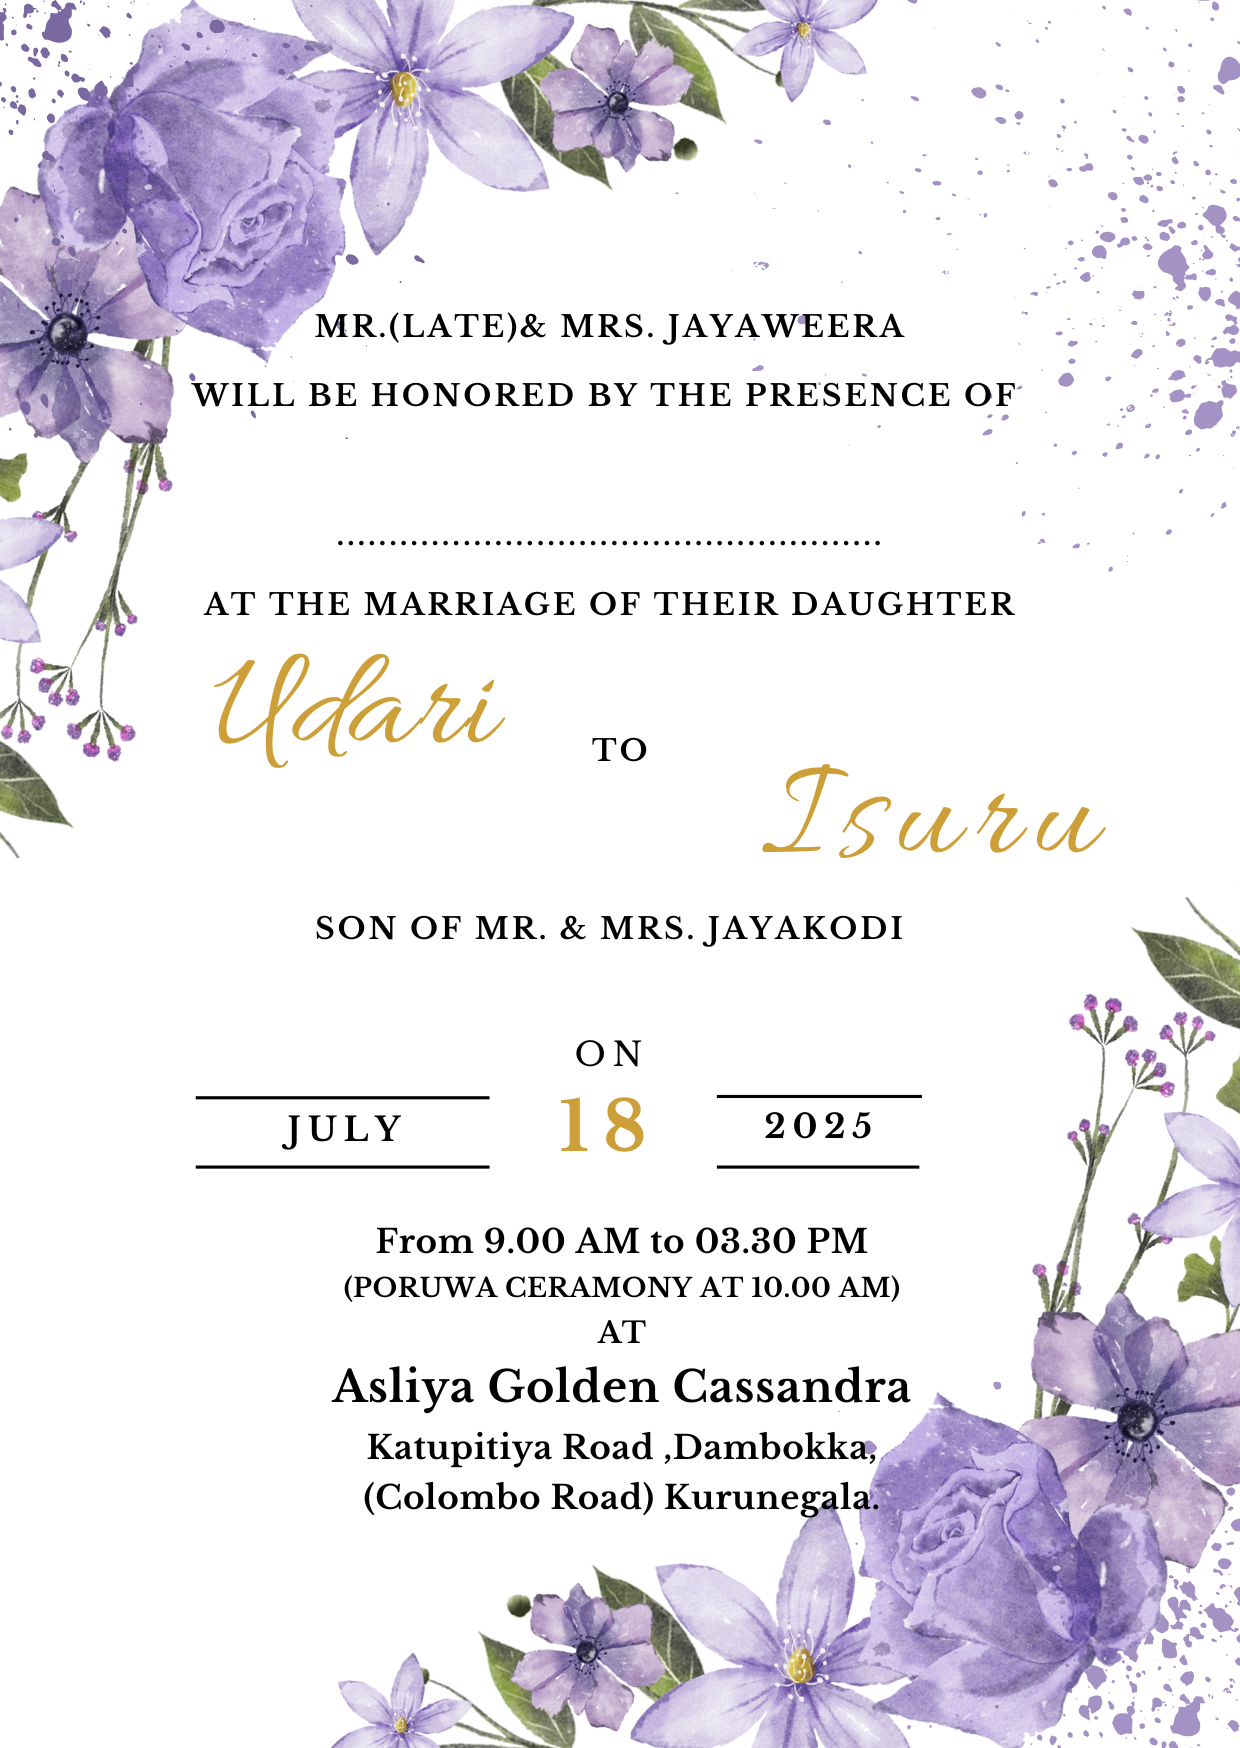 MR.(LATE)& MRS. JAYAWEERA
WILL BE HONORED BY THE PRESENCE OF
....................................................
AT THE MARRIAGE OF THEIR DAUGHTER
Udari
TO
Isuru
SON OF MR. & MRS. JAYAKODI
ON
JULY 18 2025
From 9.00 AM to 03.30 PM
(PORUWA CERAMONY AT 10.00 AM)
AT
Asliya Golden Cassandra
Katupitiya Road ,Dambokka,
(Colombo Road) Kurunegala.